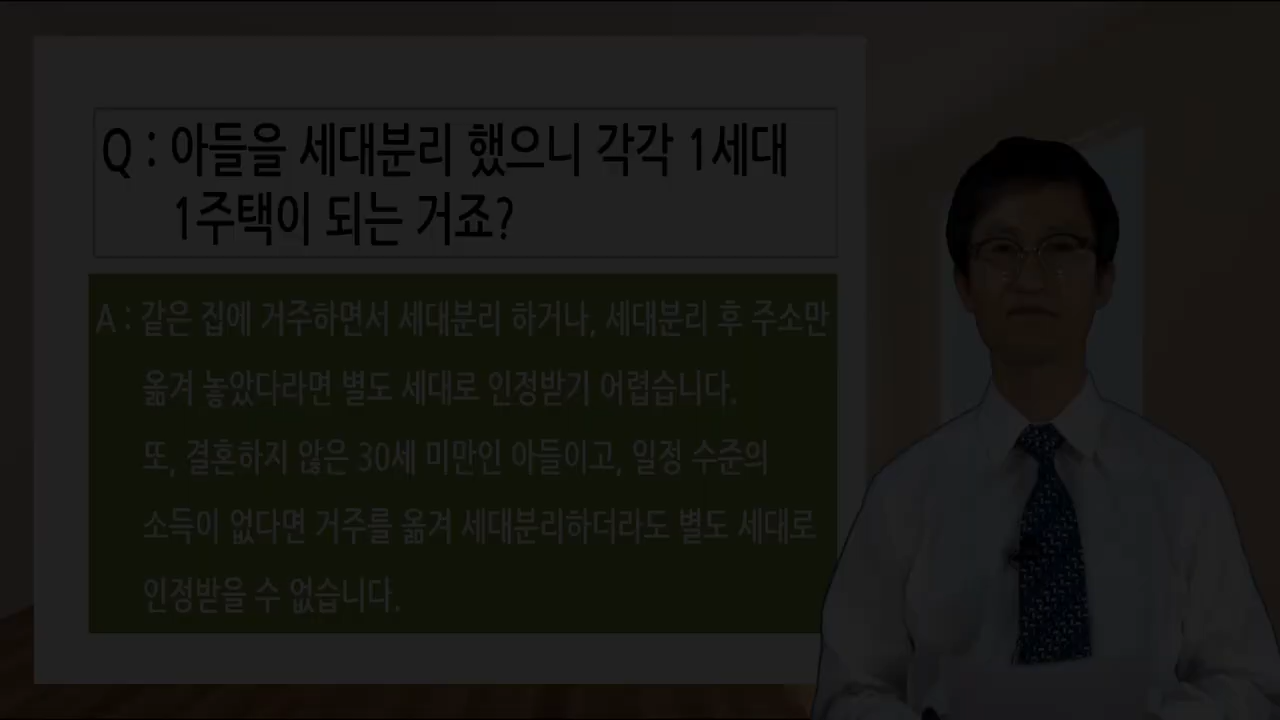 Q : 아들을 세대분리 했으니 각각 1세대
1주택이 되는 거죠?
A : 같은 집에 거주하면서 세대분리 하거나, 세대분리 후 주소만
옮겨 놓았다라면 별도 세대로 인정받기 어렵습니다.
또, 결혼하지 않은 30세 미만인 아들이고, 일정 수준의
소득이 없다면 거주를 옮겨 세대분리하더라도 별도 세대로
인정받을 수 없습니다.